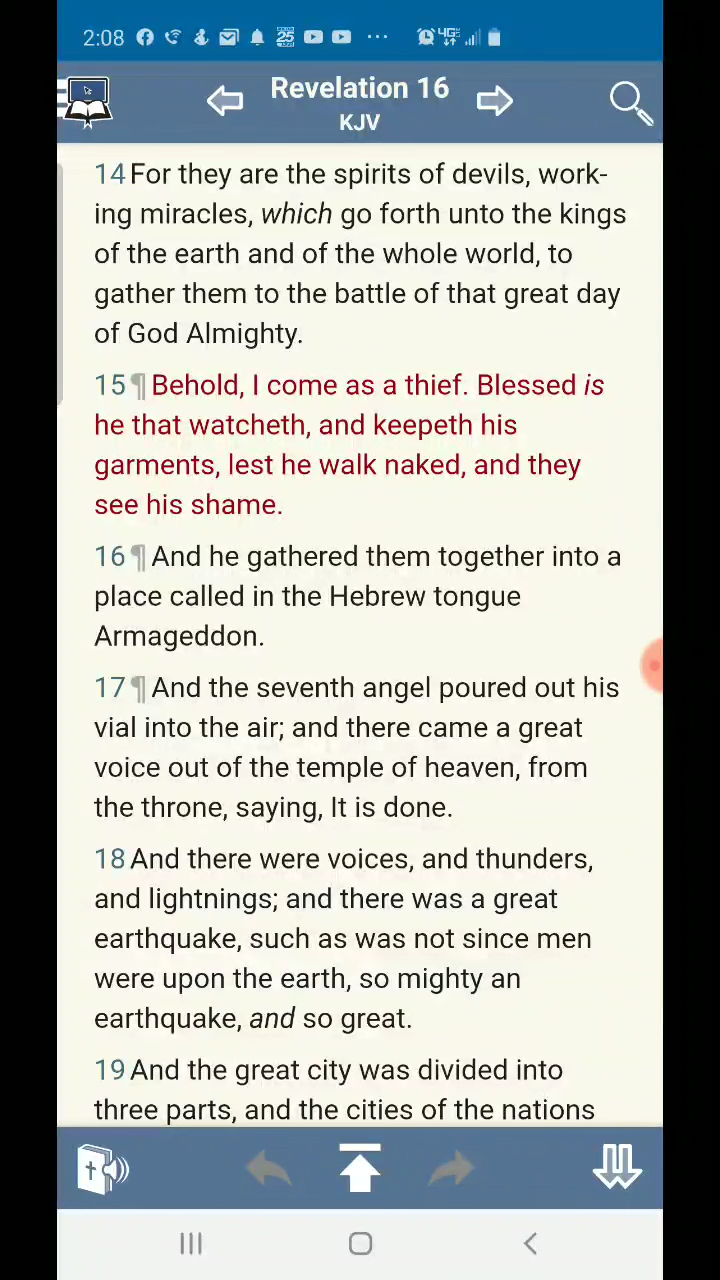 2:08 25 4G
Revelation 16
KJV
14 For they are the spirits of devils, work-
ing miracles, which go forth unto the kings
of the earth and of the whole world, to
gather them to the battle of that great day
of God Almighty.
15 ¶ Behold, I come as a thief. Blessed is
he that watcheth, and keepeth his
garments, lest he walk naked, and they
see his shame.
16 ¶ And he gathered them together into a
place called in the Hebrew tongue
Armageddon.
17 ¶ And the seventh angel poured out his
vial into the air; and there came a great
voice out of the temple of heaven, from
the throne, saying, It is done.
18 And there were voices, and thunders,
and lightnings; and there was a great
earthquake, such as was not since men
were upon the earth, so mighty an
earthquake, and so great.
19 And the great city was divided into
three parts, and the cities of the nations